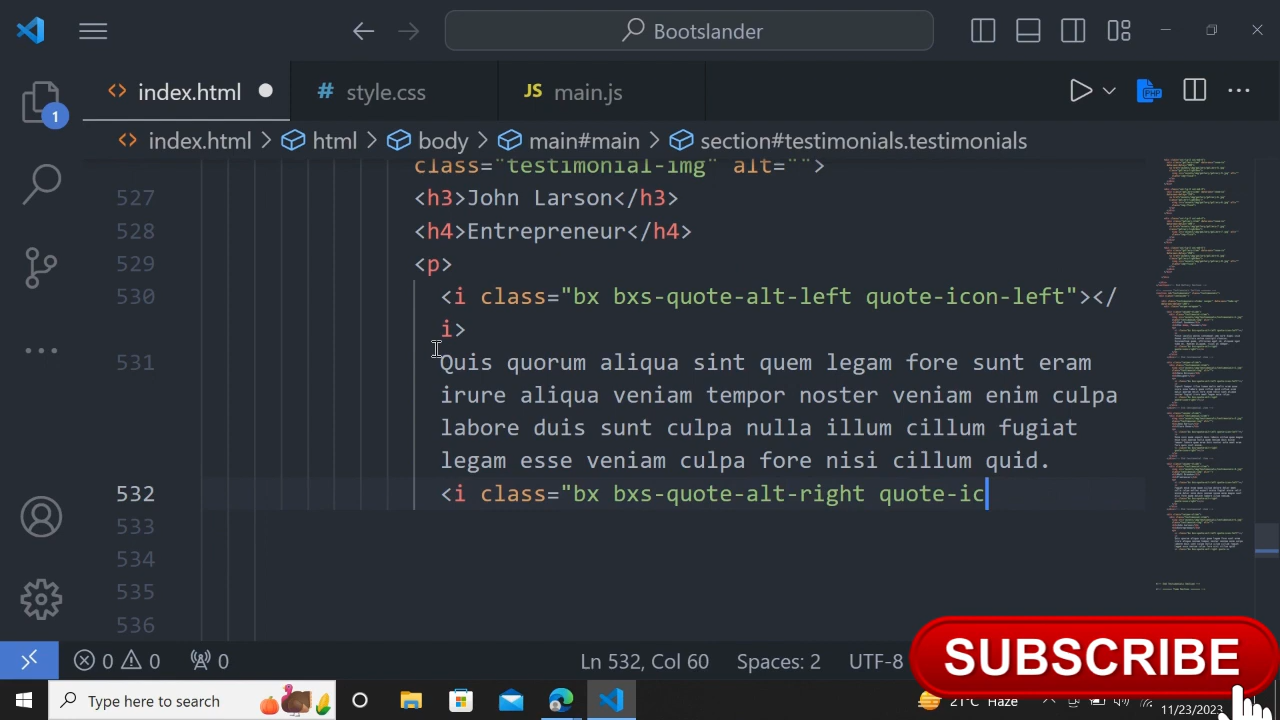 Bootslander
index.html
# style.css
JS main.js
1
index.html > html > body > main#main > section#testimonials.testimonials
class="testimonial-img" alt="">
527 <h3>John Larson</h3>
528 <h4>Entrepreneur</h4>
529 <p>
530 <i class="bx bxs-quote-alt-left quote-icon-left"></
i>
531 Quis quorum aliqua sint quem legam fore sunt eram
irure aliqua veniam tempor noster veniam enim culpa
labore duis sunt culpa nulla illum cillum fugiat
legam esse veniam culpa fore nisi cillum quid.
532 <i class="bx bxs-quote-alt-right quote-ic
533
534
535
536
0 0 0 Ln 532, Col 60 Spaces: 2 UTF-8
SUBSCRIBE
Type here to search
21°C Haze
11/23/2023